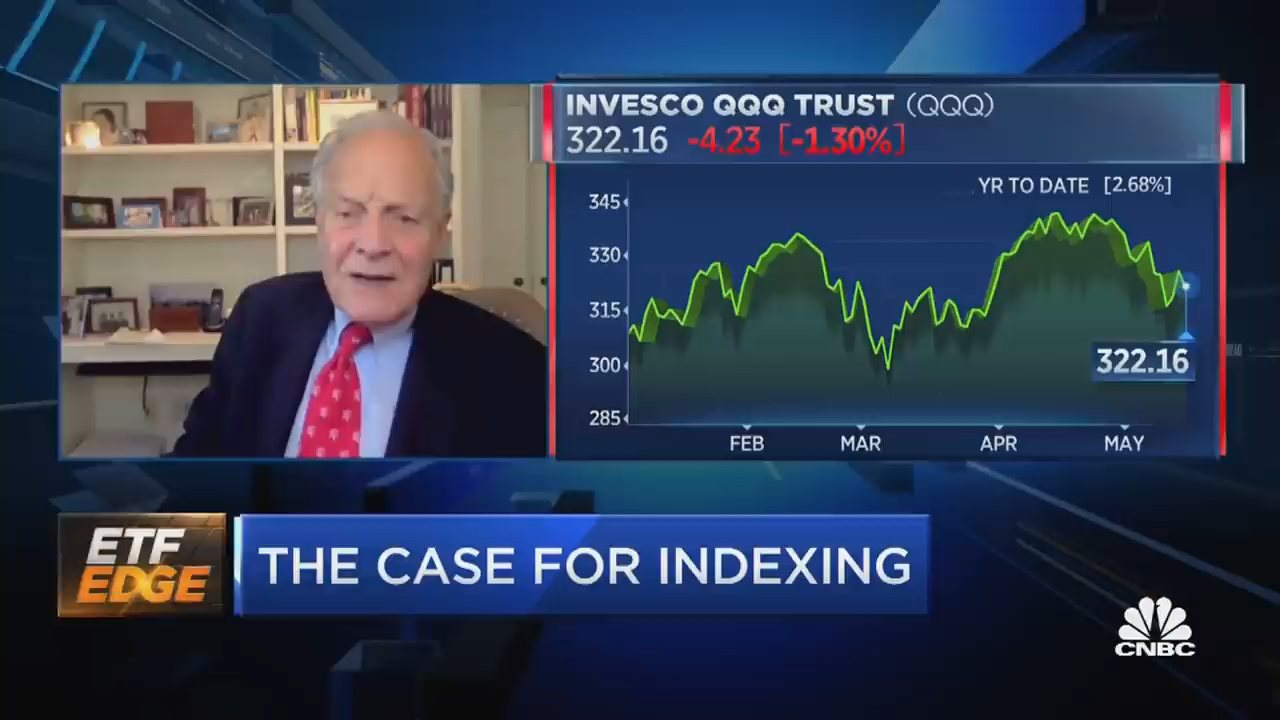 INVESCO QQQ TRUST (QQQ)
322.16 -4.23 [-1.30%]
YR TO DATE [2.68%]
345
330
315
300
285
322.16
FEB MAR APR MAY
ETF
EDGE
THE CASE FOR INDEXING
CNBC